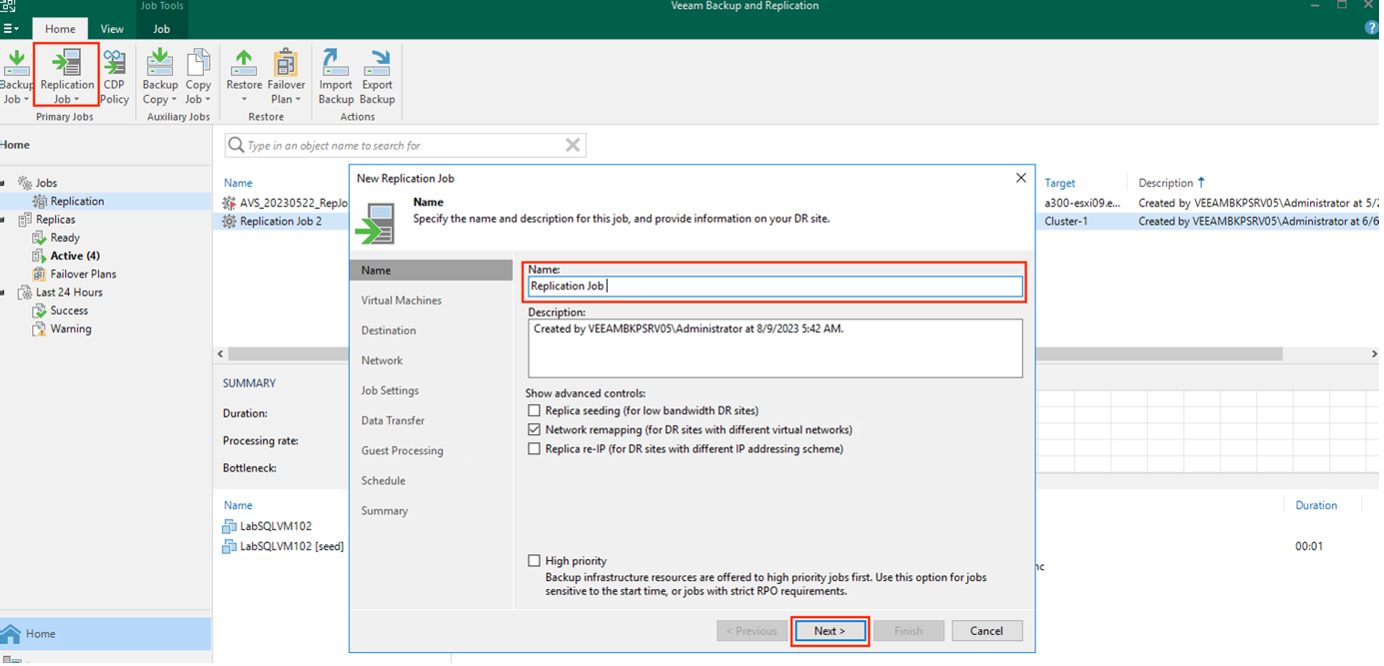 Job Tools
Veeam Backup and Replication
Home View Job
Backup Job Replication Job CDP Policy Backup Copy Copy Job Restore Failover Plan Import Backup Export Backup
Primary Jobs Auxiliary Jobs Restore Actions
Home
Type in an object name to search for
Jobs
Replication
Replicas
Ready
Active (4)
Failover Plans
Last 24 Hours
Success
Warning
Home
Name Target Description
AVS_20230522_RepJo a300-esxi09.e... Created by VEEAMBKPSRV05\Administrator at 5/2
Replication Job 2 Cluster-1 Created by VEEAMBKPSRV05\Administrator at 6/6
SUMMARY
Duration:
Processing rate:
Bottleneck:
Name Duration
LabSQLVM102
LabSQLVM102 [seed] 00:01
nc
New Replication Job
Name
Specify the name and description for this job, and provide information on your DR site.
Name
Virtual Machines
Destination
Network
Job Settings
Data Transfer
Guest Processing
Schedule
Summary
Name:
Replication Job
Description:
Created by VEEAMBKPSRV05\Administrator at 8/9/2023 5:42 AM.
Show advanced controls:
Replica seeding (for low bandwidth DR sites)
Network remapping (for DR sites with different virtual networks)
Replica re-IP (for DR sites with different IP addressing scheme)
High priority
Backup infrastructure resources are offered to high priority jobs first. Use this option for jobs
sensitive to the start time, or jobs with strict RPO requirements.
< Previous Next > Finish Cancel